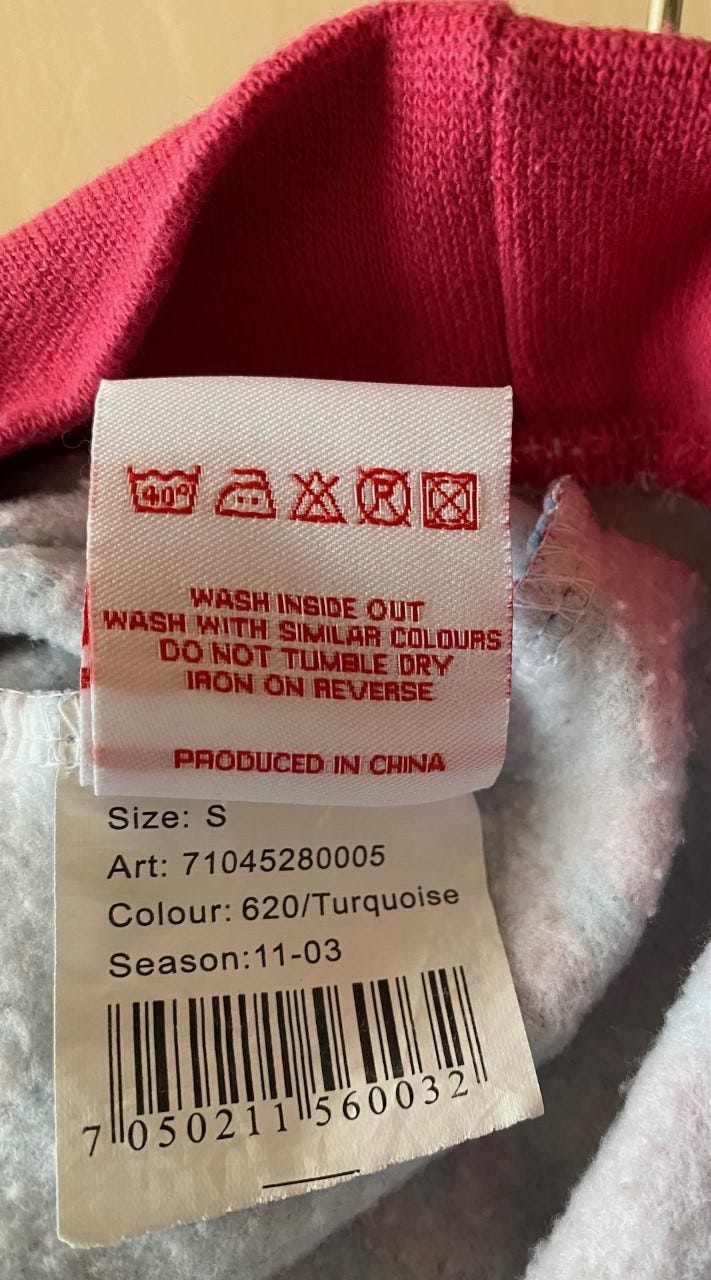 40°
R
WASH INSIDE OUT
WASH WITH SIMILAR COLOURS
DO NOT TUMBLE DRY
IRON ON REVERSE
PRODUCED IN CHINA
Size: S
Art: 71045280005
Colour: 620/Turquoise
Season:11-03
7 050211 560032